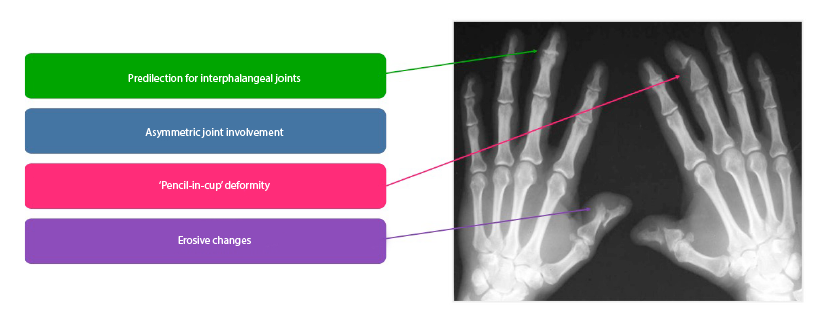 Predilection for interphalangeal joints
Asymmetric joint involvement
‘Pencil-in-cup’ deformity
Erosive changes